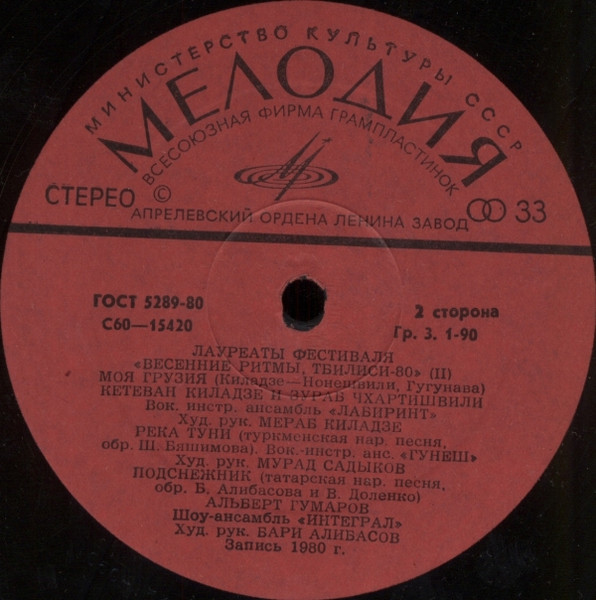 МИНИСТЕРСТВО КУЛЬТУРЫ СССР
МЕЛОДИЯ
ВСЕСОЮЗНАЯ ФИРМА ГРАМПЛАСТИНОК
СТЕРЕО © 33
АПРЕЛЕВСКИЙ ОРДЕНА ЛЕНИНА ЗАВОД
ГОСТ 5289-80 2 сторона
С60—15420 Гр. 3. 1-90
ЛАУРЕАТЫ ФЕСТИВАЛЯ
«ВЕСЕННИЕ РИТМЫ, ТБИЛИСИ-80» (II)
МОЯ ГРУЗИЯ (Киладзе—Нонешвили, Гугунава)
КЕТЕВАН КИЛАДЗЕ И ЗУРАБ ЧХАРТИШВИЛИ
Вок. инстр. ансамбль «ЛАБИРИНТ»
Худ. рук. МЕРАБ КИЛАДЗЕ
РЕКА ТУНИ (туркменская нар. песня,
обр. Ш. Бяшимова). Вок.-инстр. анс. «ГУНЕШ»
Худ. рук. МУРАД САДЫКОВ
ПОДСНЕЖНИК (татарская нар. песня,
обр. Б. Алибасова и В. Доленко)
АЛЬБЕРТ ГУМАРОВ
Шоу-ансамбль «ИНТЕГРАЛ»
Худ. рук. БАРИ АЛИБАСОВ
Запись 1980 г.